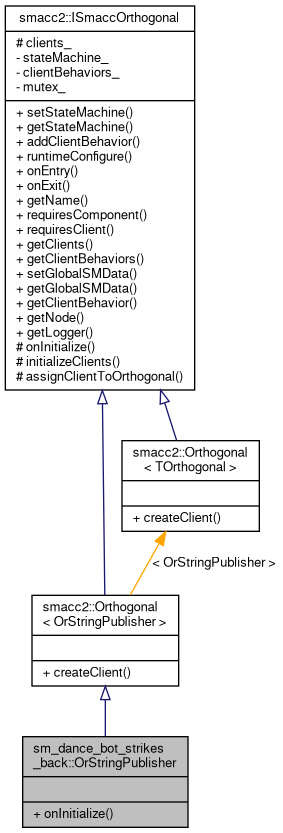 smacc2::ISmaccOrthogonal
# clients_
- stateMachine_
- clientBehaviors_
- mutex_
+ setStateMachine()
+ getStateMachine()
+ addClientBehavior()
+ runtimeConfigure()
+ onEntry()
+ onExit()
+ getName()
+ requiresComponent()
+ requiresClient()
+ getClients()
+ getClientBehaviors()
+ setGlobalSMData()
+ getGlobalSMData()
+ getClientBehavior()
+ getNode()
+ getLogger()
# onInitialize()
# initializeClients()
# assignClientToOrthogonal()
smacc2::Orthogonal
< TOrthogonal >
+ createClient()
< OrStringPublisher >
smacc2::Orthogonal
< OrStringPublisher >
+ createClient()
sm_dance_bot_strikes
_back::OrStringPublisher
+ onInitialize()